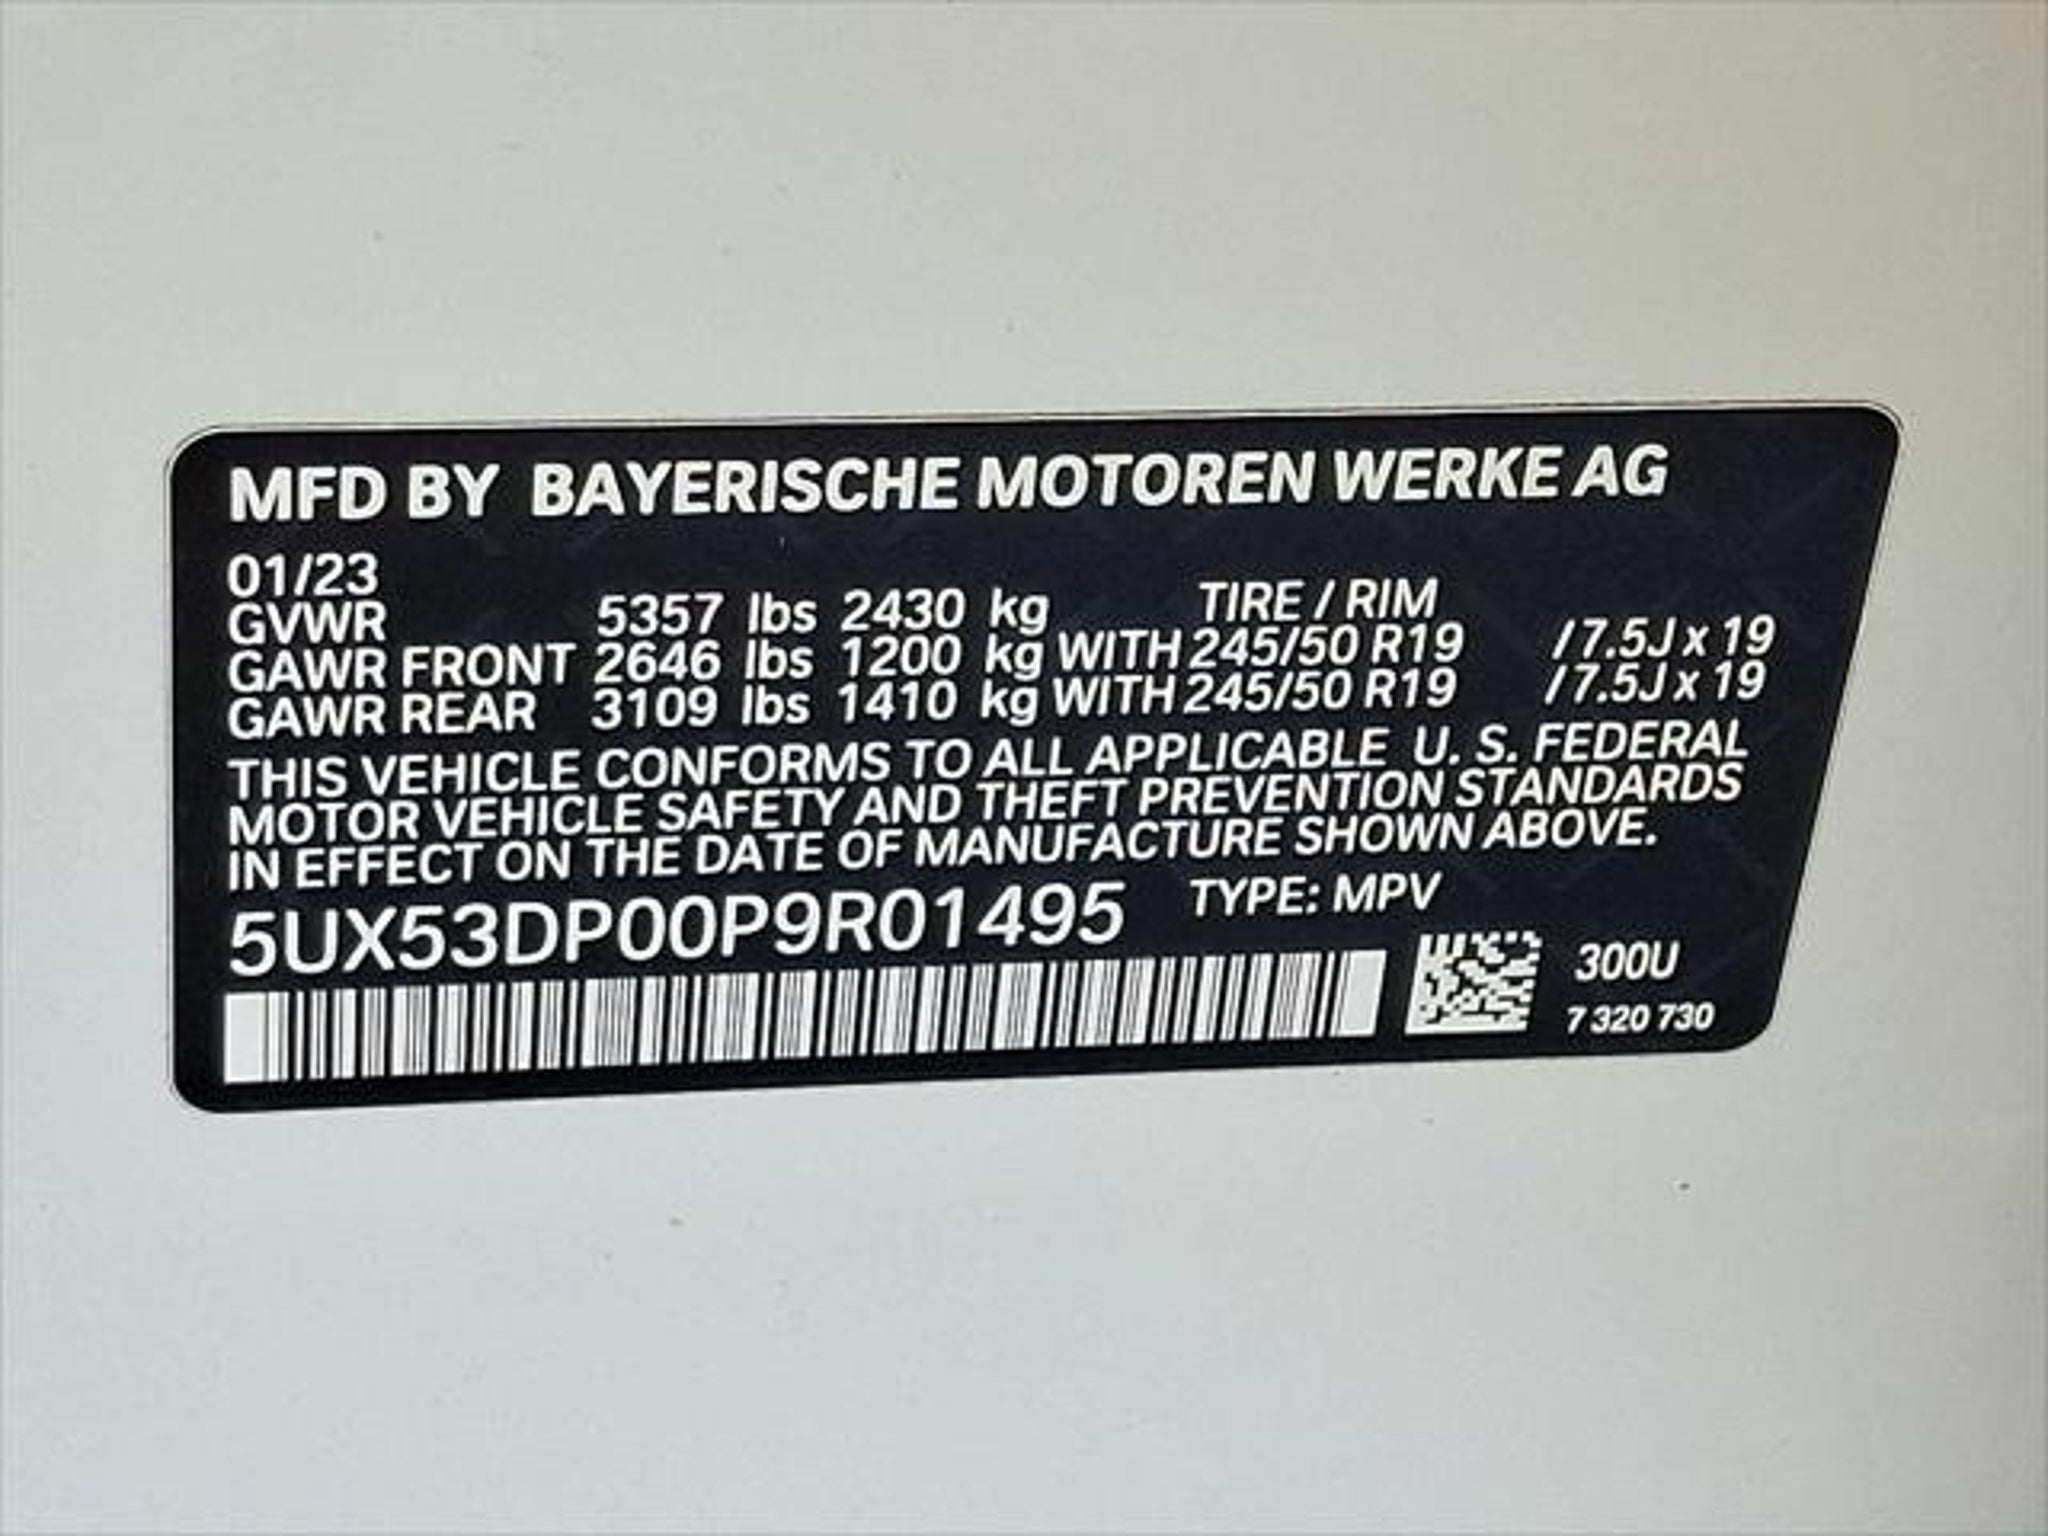 MFD BY BAYERISCHE MOTOREN WERKE AG
01/23 TIRE / RIM
GVWR 5357 lbs 2430 kg
GAWR FRONT 2646 lbs 1200 kg WITH 245/50 R19 / 7.5J x 19
GAWR REAR 3109 lbs 1410 kg WITH 245/50 R19 / 7.5J x 19
THIS VEHICLE CONFORMS TO ALL APPLICABLE U. S. FEDERAL
MOTOR VEHICLE SAFETY AND THEFT PREVENTION STANDARDS
IN EFFECT ON THE DATE OF MANUFACTURE SHOWN ABOVE.
5UX53DP00P9R01495 TYPE: MPV
300U
7 320 730